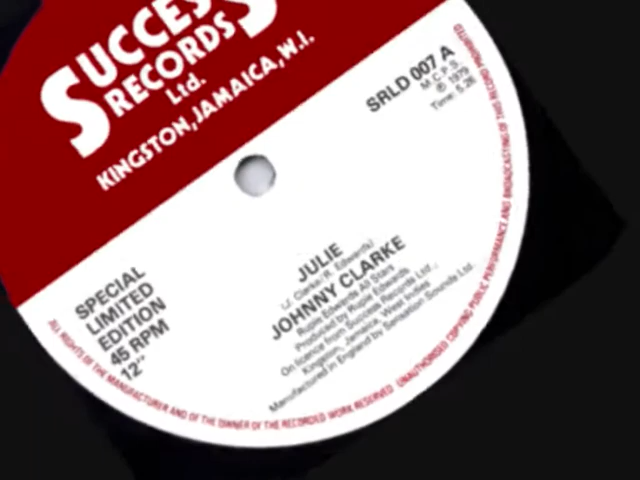 SUCCESS
RECORDS
Ltd.
KINGSTON, JAMAICA, W.I.
SRLD 007 A
M.C.P.S.
℗ 1979
Time: 5.26
SPECIAL
LIMITED
EDITION
45 RPM
12"
JULIE
(J. Clarke/R. Edwards)
JOHNNY CLARKE
Rupie Edwards All Stars
Produced by Rupie Edwards
On licence from Success Records Ltd.,
Kingston, Jamaica, West Indies
Manufactured in England by Sensation Sounds Ltd.
ALL RIGHTS OF THE MANUFACTURER AND OF THE OWNER OF THE RECORDED WORK RESERVED UNAUTHORISED COPYING PUBLIC PERFORMANCE AND BROADCASTING OF THIS RECORD PROHIBITED